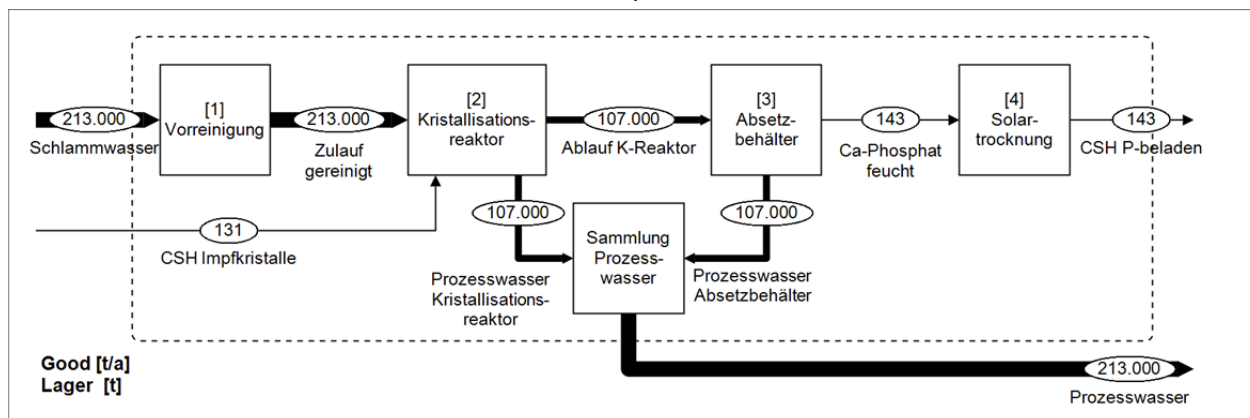 [1]
Vorreinigung
[2]
Kristallisations-
reaktor
[3]
Absetz-
behälter
[4]
Solar-
trocknung
213.000
Schlammwasser
213.000
Zulauf
gereinigt
107.000
Ablauf K-Reaktor
143
Ca-Phosphat
feucht
143
CSH P-beladen
131
CSH Impfkristalle
107.000
Prozesswasser
Kristallisations-
reaktor
Sammlung
Prozess-
wasser
107.000
Prozesswasser
Absetzbehälter
Good [t/a]
Lager [t]
213.000
Prozesswasser